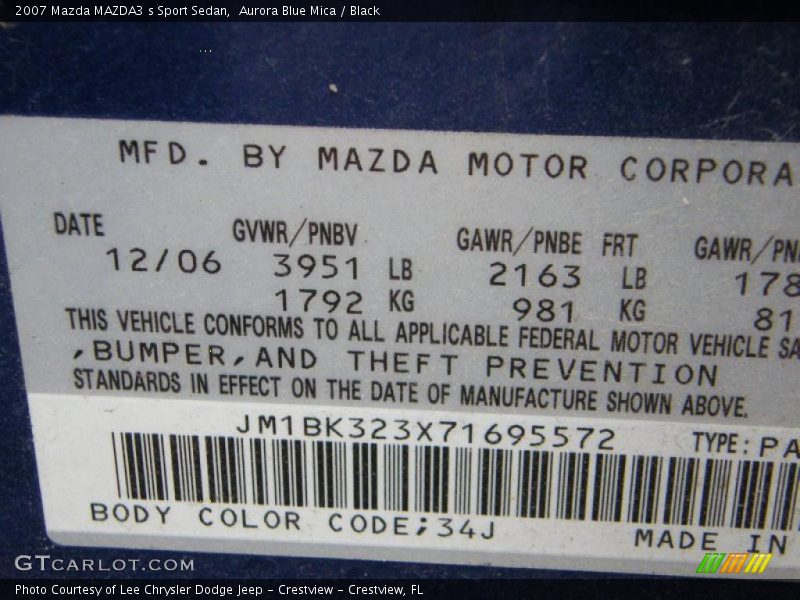 2007 Mazda MAZDA3 s Sport Sedan,  Aurora Blue Mica / Black
MFD. BY MAZDA MOTOR CORPORA
DATE GVWR/PNBV GAWR/PNBE FRT GAWR/PN
12/06 3951 LB 2163 LB 178
1792 KG 981 KG 81
THIS VEHICLE CONFORMS TO ALL APPLICABLE FEDERAL MOTOR VEHICLE SA
,BUMPER,AND THEFT PREVENTION
STANDARDS IN EFFECT ON THE DATE OF MANUFACTURE SHOWN ABOVE.
JM1BK323X71695572 TYPE:PA
BODY COLOR CODE;34J MADE IN
GTCARLOT.COM
Photo Courtesy of Lee Chrysler Dodge Jeep - Crestview - Crestview, FL